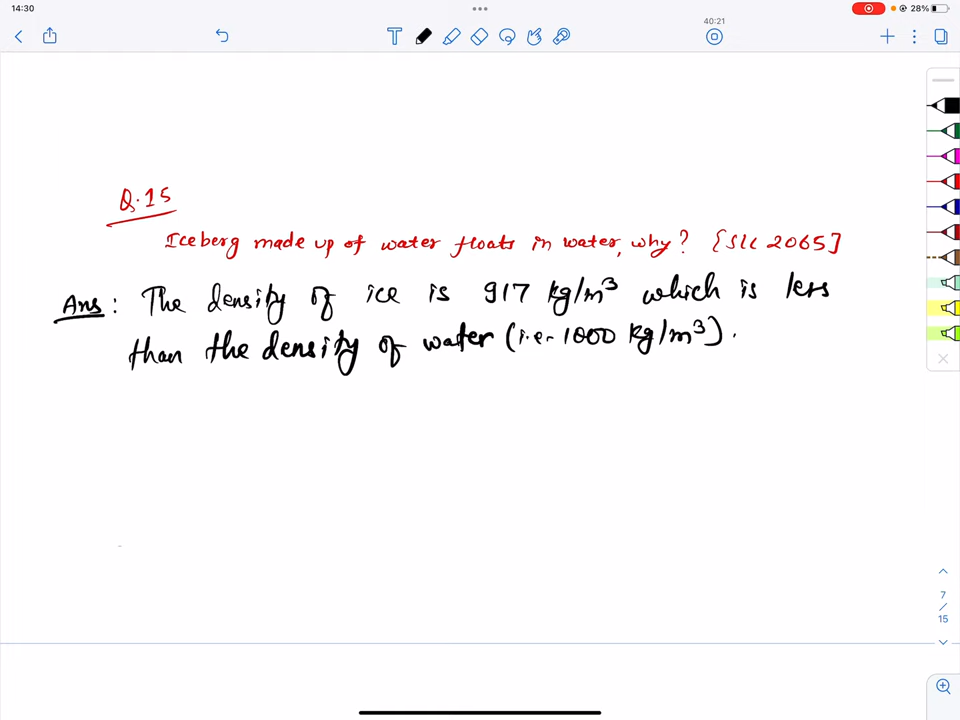 14:30
28%
40:21
Q.15
Iceberg made up of water floats in water, why? [SLC 2065]
Ans: The density of ice is 917 kg/m³ which is less
than the density of water (i.e. 1000 kg/m³).
7
/
15